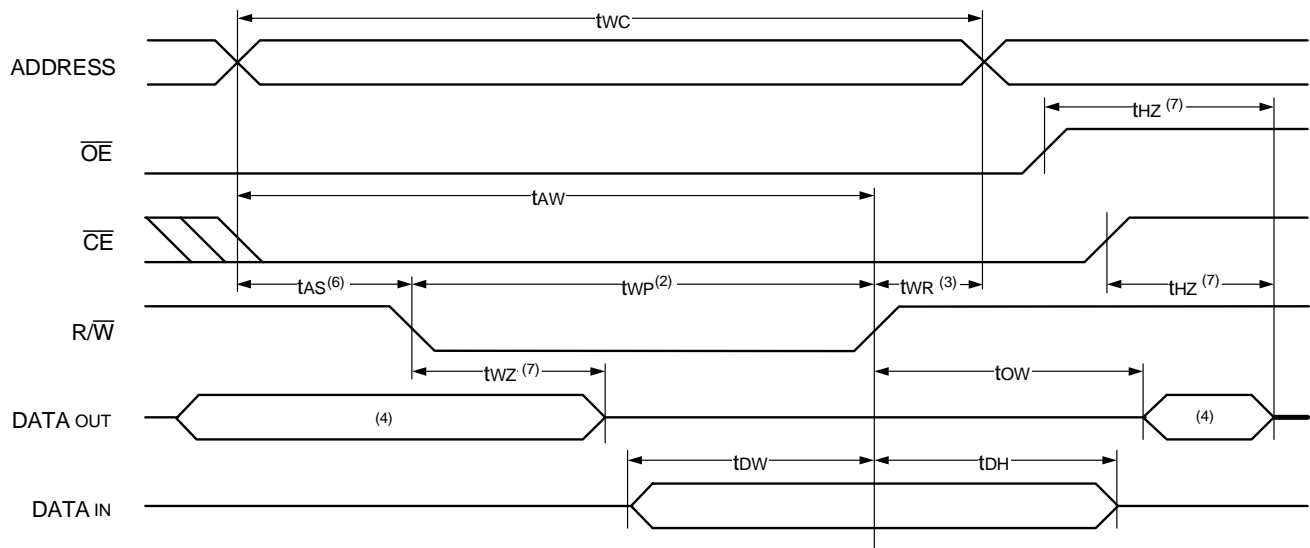 tWC
ADDRESS
tHZ (7)
OE
tAW
CE
tAS(6)
tWP(2)
tWR (3)
tHZ (7)
R/W
tWZ (7)
tOW
DATA OUT
(4)
(4)
tDW
tDH
DATA IN